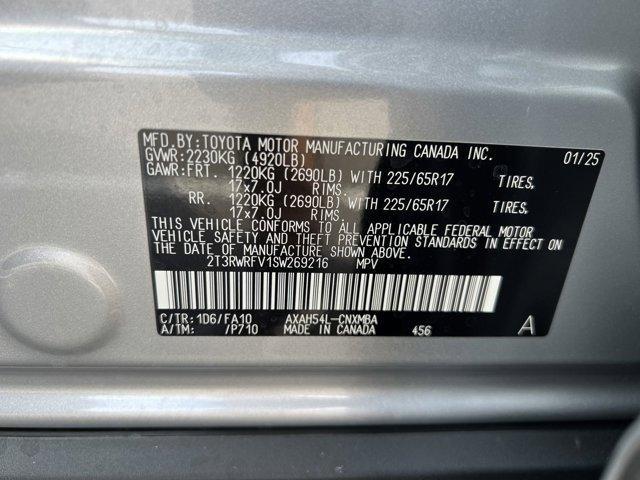 MFD.BY:TOYOTA MOTOR MANUFACTURING CANADA INC. 01/25
GVWR:2230KG (4920LB)
GAWR:FRT. 1220KG (2690LB) WITH 225/65R17 TIRES,
17x7.0J RIMS.
RR. 1220KG (2690LB) WITH 225/65R17 TIRES,
17x7.0J RIMS.
THIS VEHICLE CONFORMS TO ALL APPLICABLE FEDERAL MOTOR
VEHICLE SAFETY AND THEFT PREVENTION STANDARDS IN EFFECT ON
THE DATE OF MANUFACTURE SHOWN ABOVE.
2T3RWRFV1SW269216 MPV
C/TR:1D6/FA10 AXAH54L-CNXMBA
A/TM: /P710 MADE IN CANADA 456 A